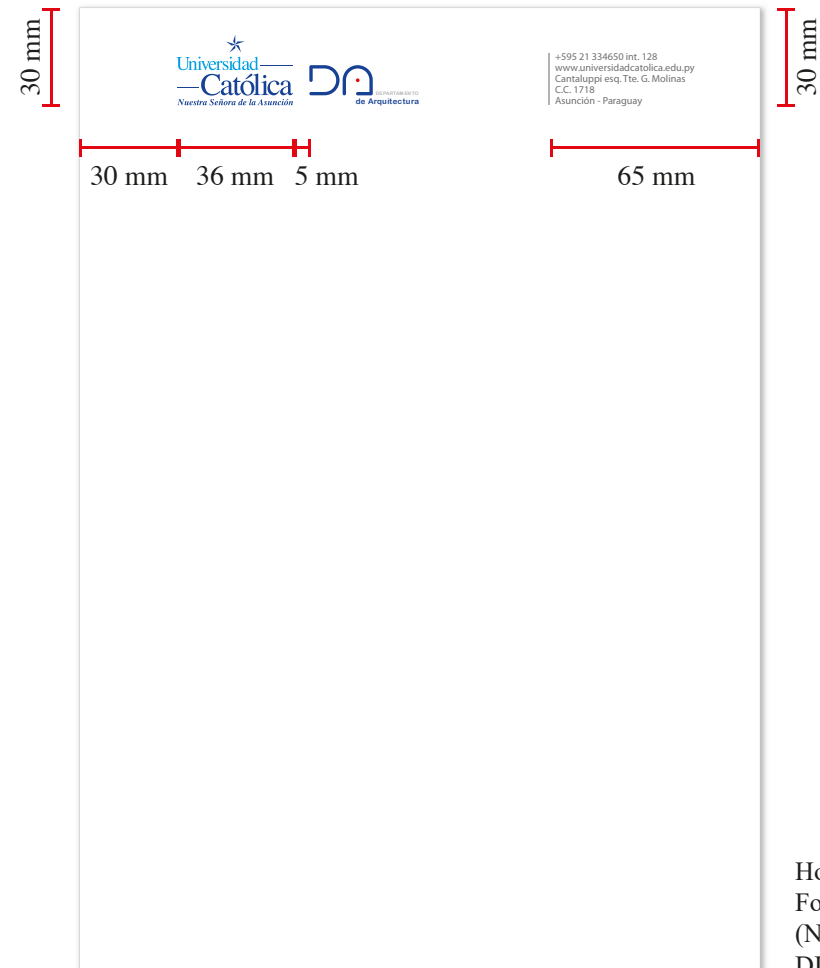 30 mm
30 mm
Universidad
Católica
Nuestra Señora de la Asunción
DEPARTAMENTO
de Arquitectura
+595 21 334650 int. 128
www.universidadcatolica.edu.py
Cantaluppi esq. Tte. G. Molinas
C.C. 1718
Asunción - Paraguay
30 mm
36 mm
5 mm
65 mm
Ho
Fo
(N